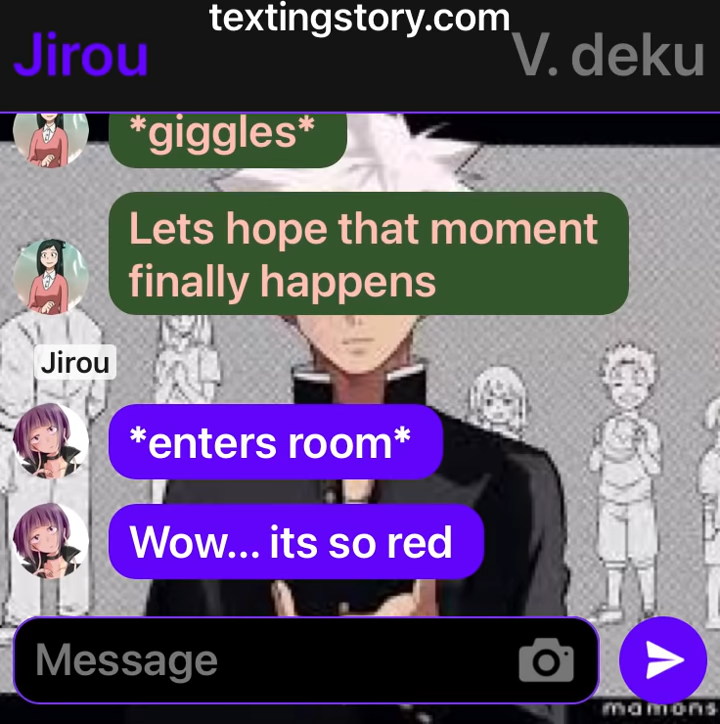 textingstory.com
Jirou
V. deku
*giggles*
Lets hope that moment
finally happens
Jirou
*enters room*
Wow... its so red
Message
mamons